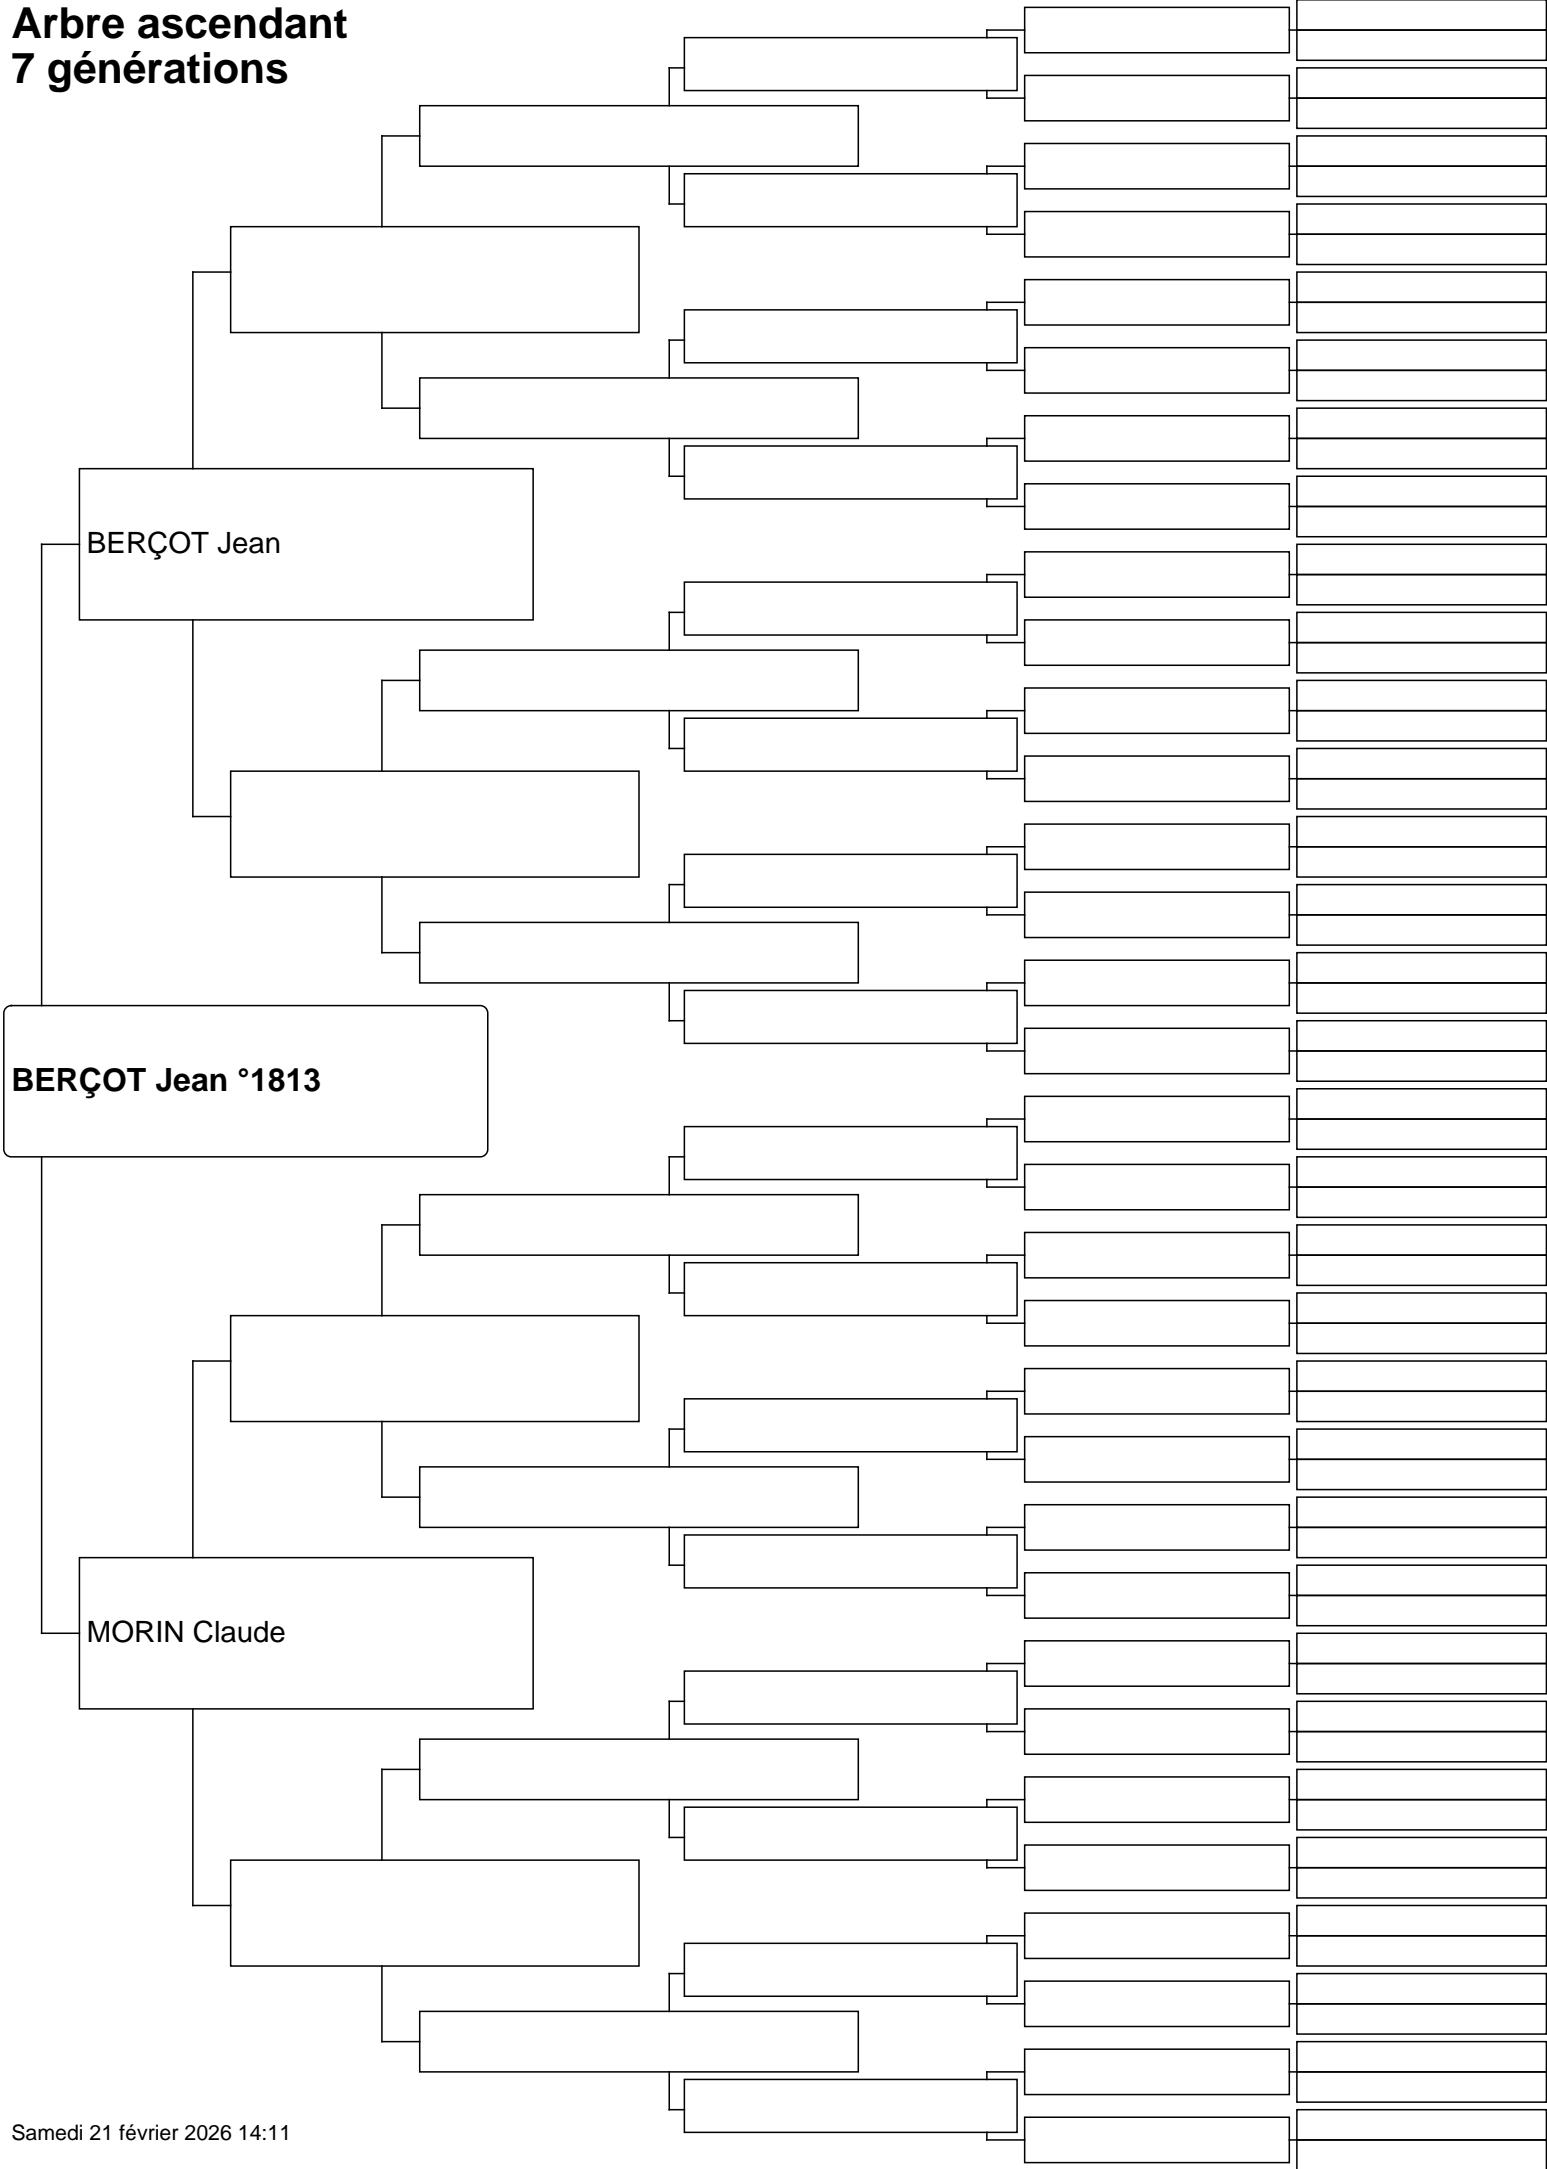 Arbre ascendant
7 générations
BERÇOT Jean
BERÇOT Jean °1813
MORIN Claude
Samedi 21 février 2026 14:11